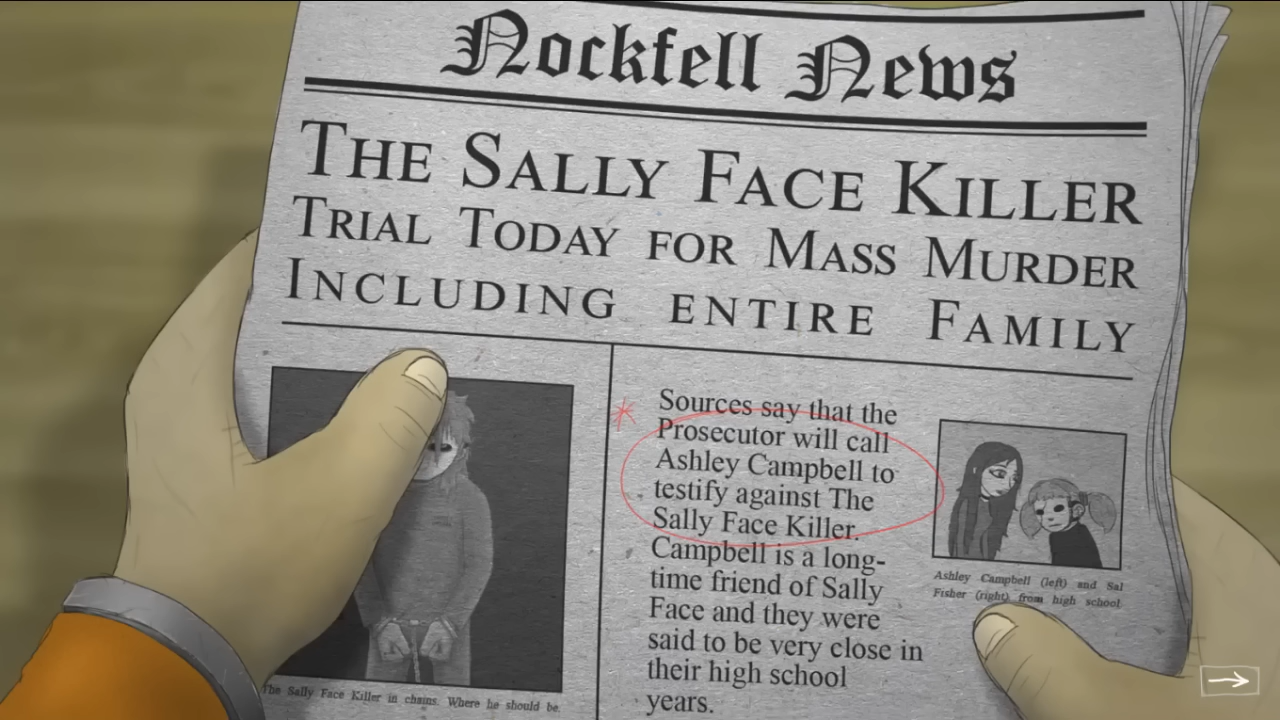 Nockfell News
THE SALLY FACE KILLER
TRIAL TODAY FOR MASS MURDER
INCLUDING ENTIRE FAMILY
The Sally Face Killer in chains. Where he should be.
Sources say that the
Prosecutor will call
Ashley Campbell to
testify against The
Sally Face Killer.
Campbell is a long-
time friend of Sally
Face and they were
said to be very close in
their high school
years.
Ashley Campbell (left) and Sal
Fisher (right) from high school